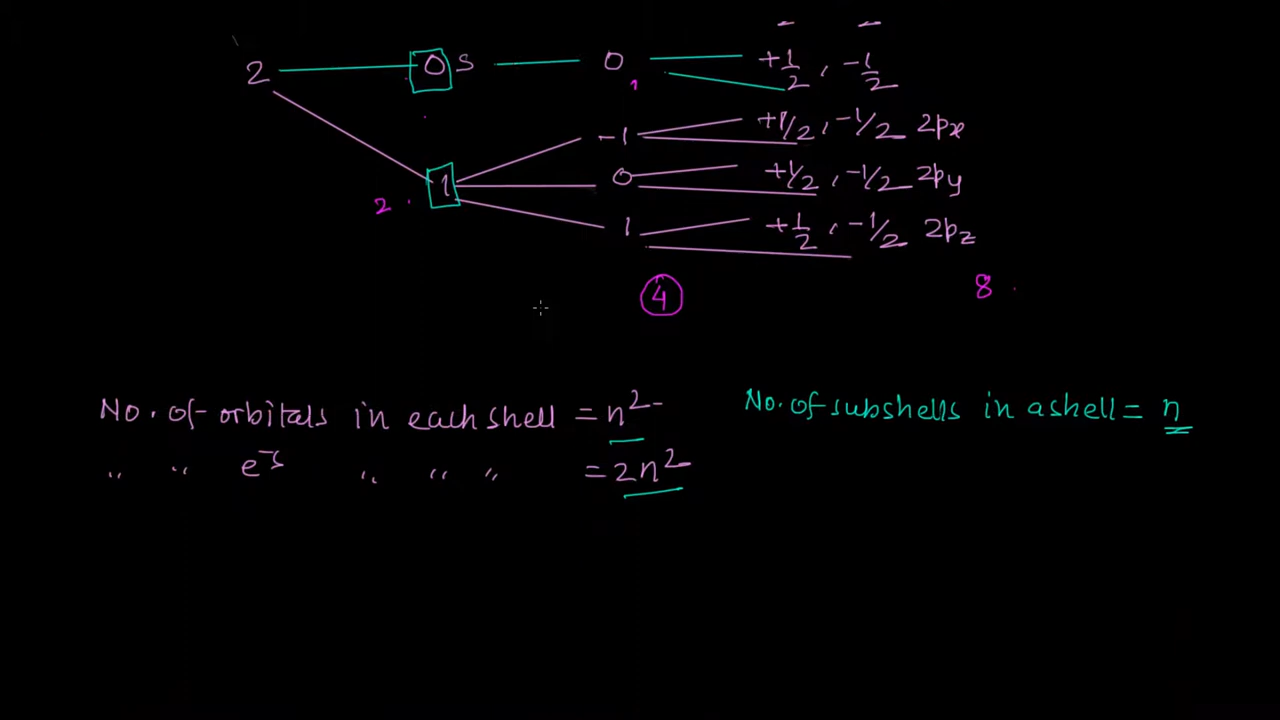 2 0 s 0 +1/2 , -1/2
1
-1 +1/2 , -1/2 2px
2 . 1 0 +1/2 , -1/2 2py
1 +1/2 , -1/2 2pz
4 8 .
No. of orbitals in each shell = n² No. of subshells in a shell = n
" " e⁻s " " " = 2n²